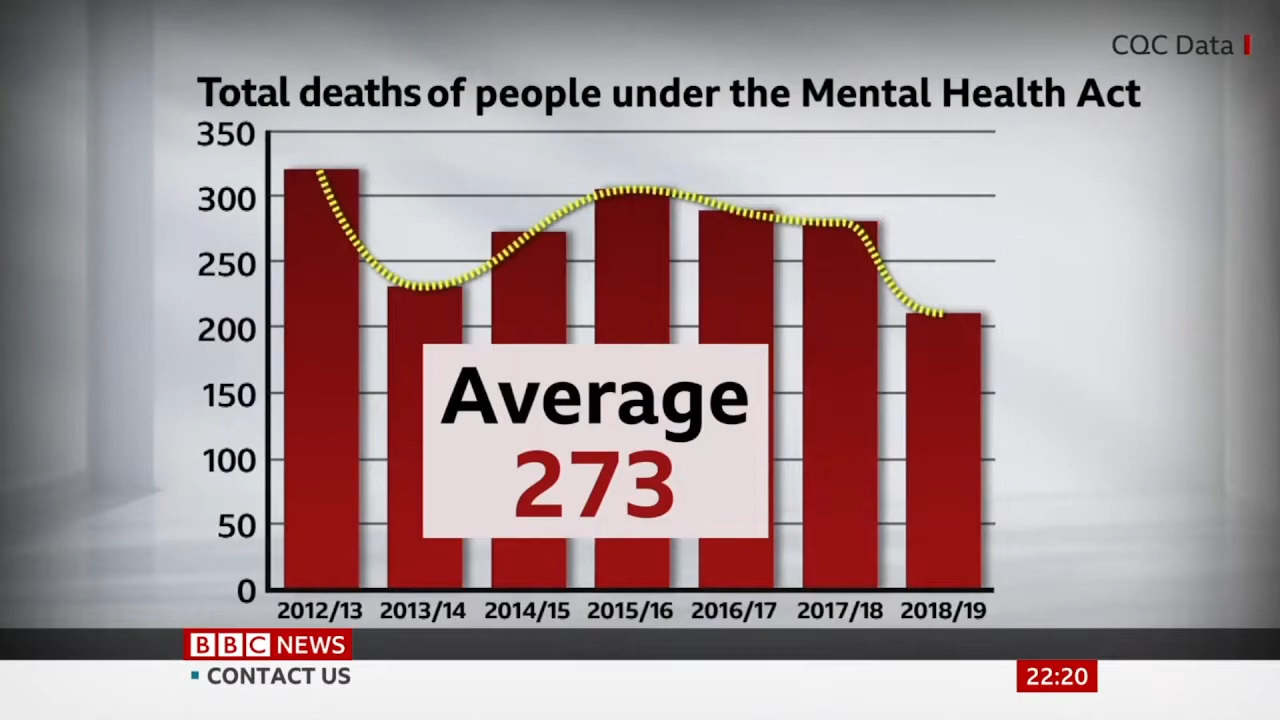 CQC Data
Total deaths of people under the Mental Health Act
350
300
250
200
150
100
50
0
Average
273
2012/13 2013/14 2014/15 2015/16 2016/17 2017/18 2018/19
BBC NEWS
CONTACT US
22:20